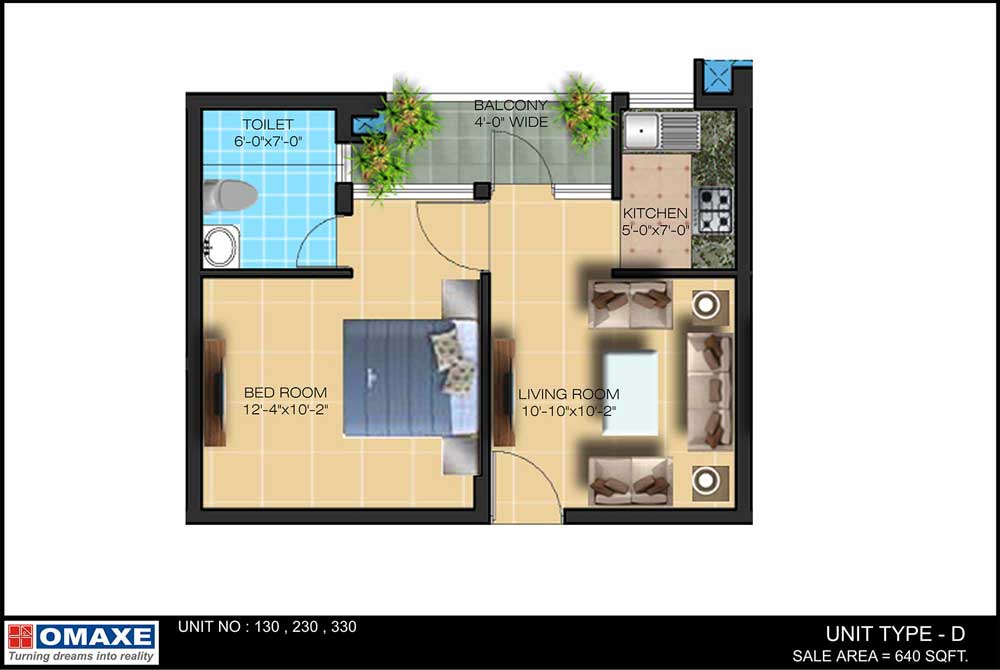 TOILET
6'-0"x7'-0"
BALCONY
4'-0" WIDE
KITCHEN
5'-0"x7'-0"
BED ROOM
12'-4"x10'-2"
LIVING ROOM
10'-10"x10'-2"
OMAXE
Turning dreams into reality
UNIT NO : 130 , 230 , 330
UNIT TYPE - D
SALE AREA = 640 SQFT.